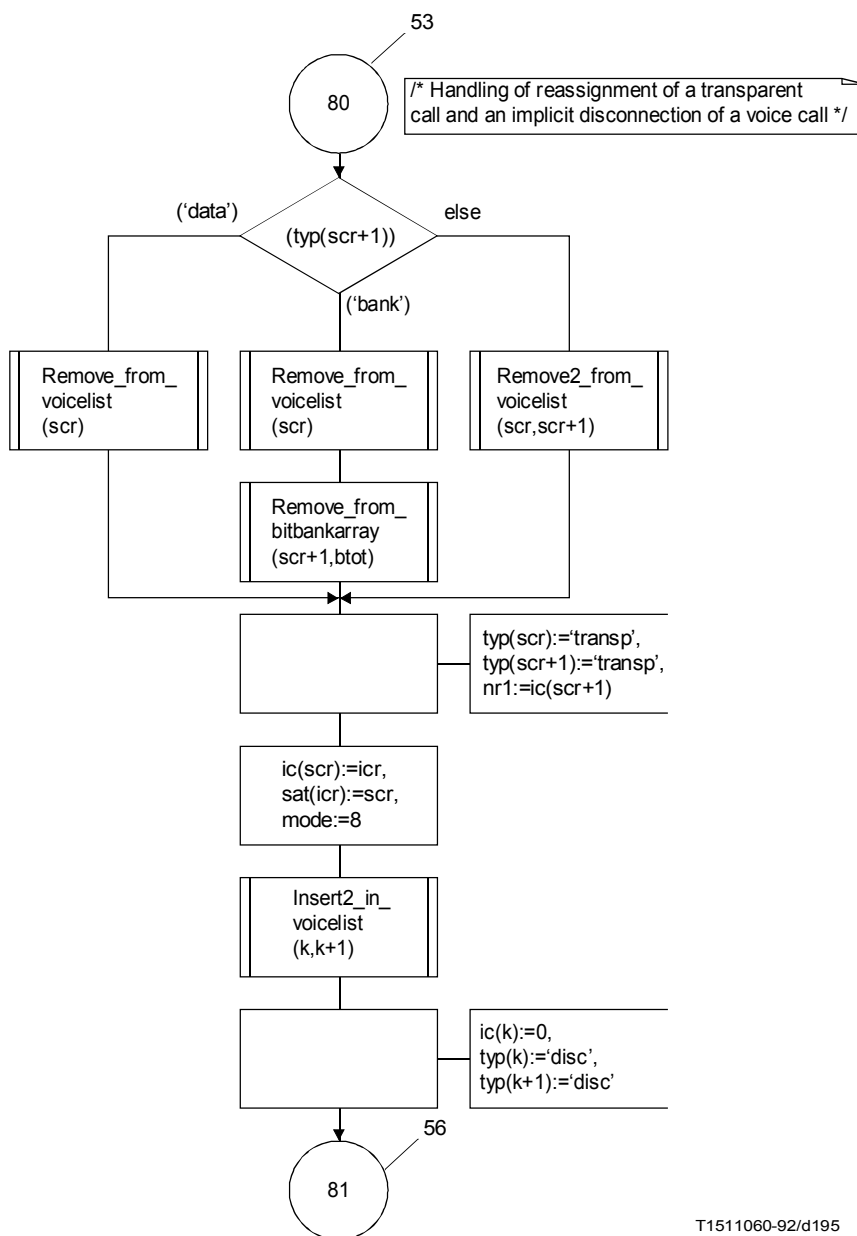 53
80
/* Handling of reassignment of a transparent
call and an implicit disconnection of a voice call */
(‘data’)
else
(typ(scr+1))
(‘bank’)
Remove_from_
voicelist
(scr)
Remove_from_
voicelist
(scr)
Remove2_from_
voicelist
(scr,scr+1)
Remove_from_
bitbankarray
(scr+1,btot)
typ(scr):=‘transp’,
typ(scr+1):=‘transp’,
nr1:=ic(scr+1)
ic(scr):=icr,
sat(icr):=scr,
mode:=8
Insert2_in_
voicelist
(k,k+1)
ic(k):=0,
typ(k):=‘disc’,
typ(k+1):=‘disc’
56
81
T1511060-92/d195